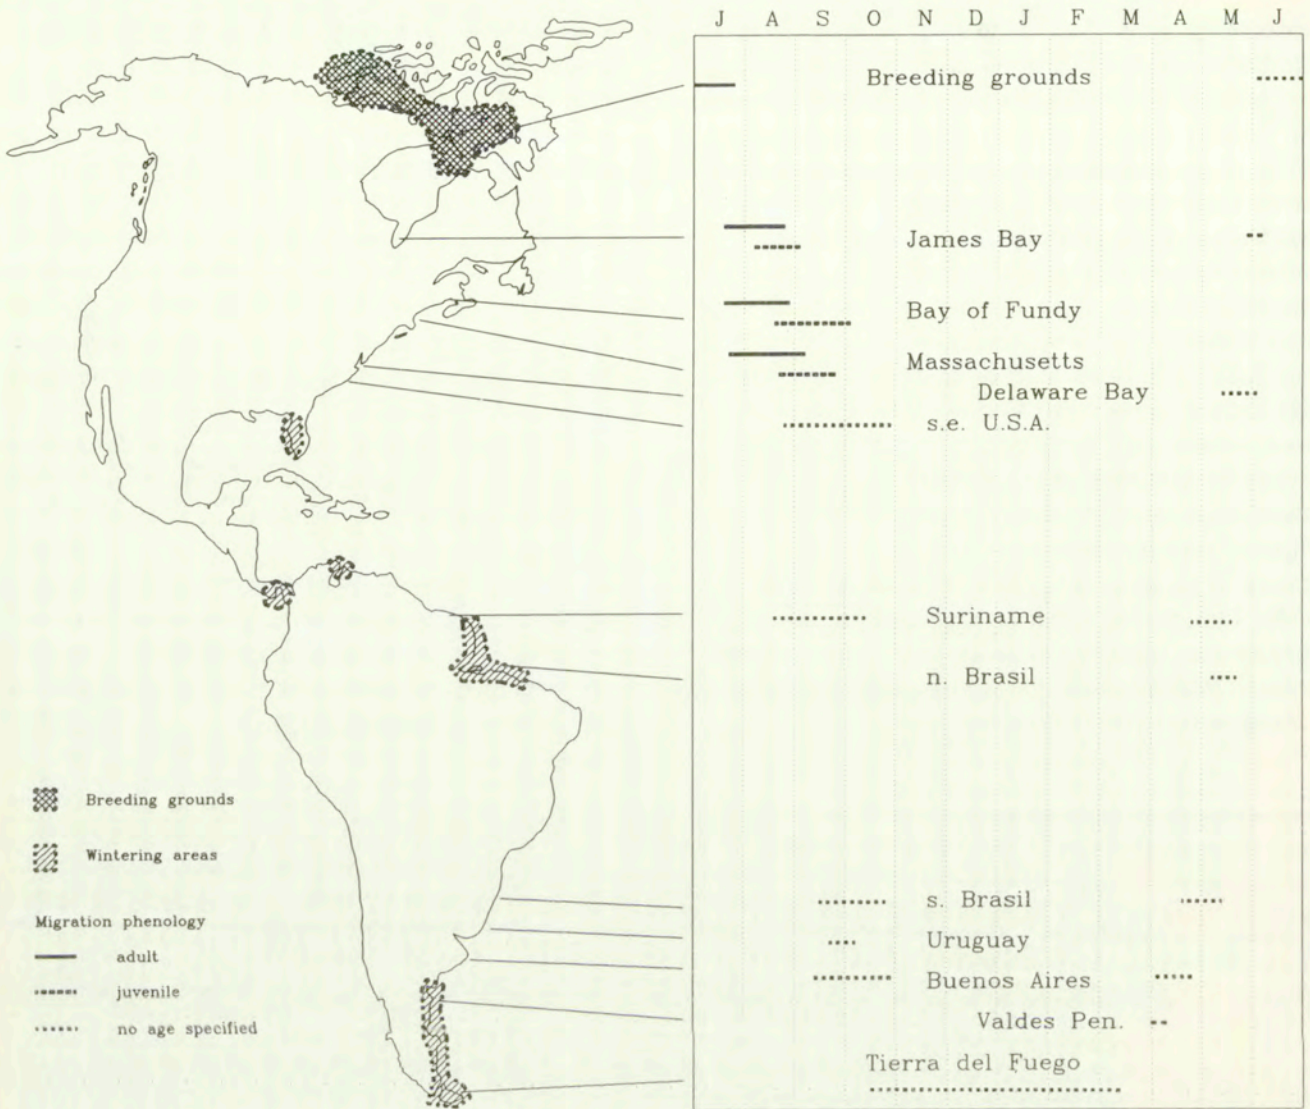 J A S O N D J F M A M J
Breeding grounds
James Bay
Bay of Fundy
Massachusetts
Delaware Bay
s.e. U.S.A.
Suriname
n. Brasil
s. Brasil
Uruguay
Buenos Aires
Valdes Pen.
Tierra del Fuego
Breeding grounds
Wintering areas
Migration phenology
adult
juvenile
no age specified